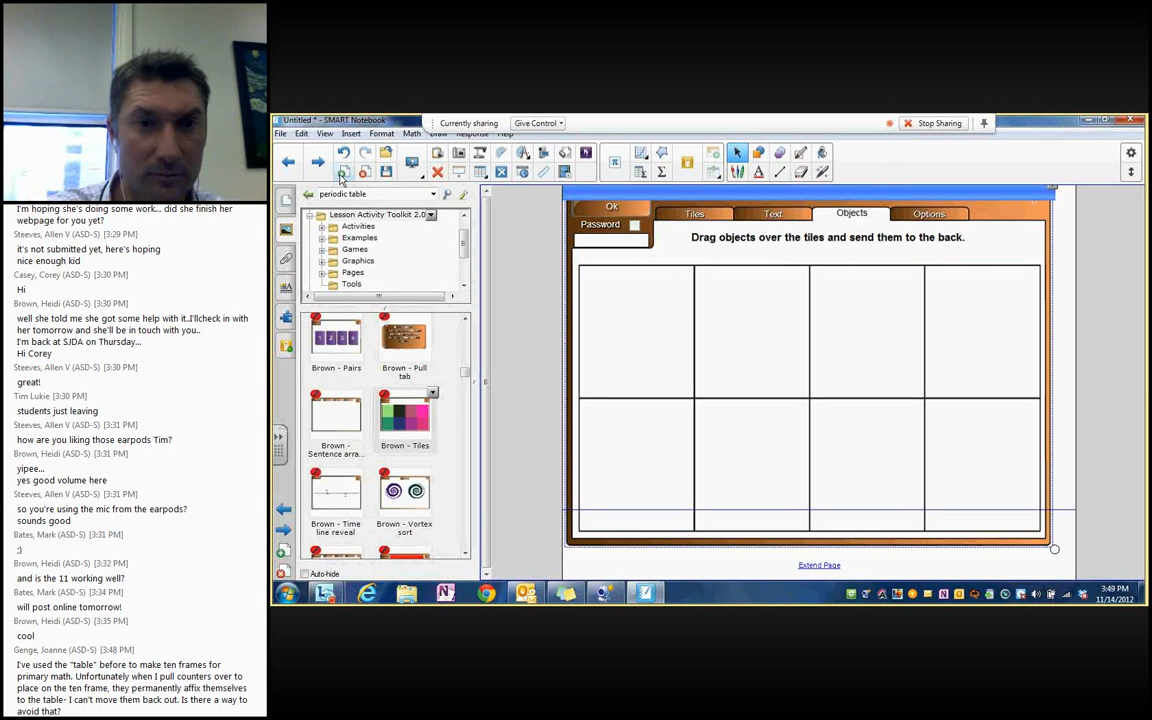 I'm hoping she's doing some work... did she finish her
webpage for you yet?
Steeves, Allen V (ASD-S) [3:29 PM]
it's not submitted yet, here's hoping
nice enough kid
Casey, Corey (ASD-S) [3:30 PM]
Hi
Brown, Heidi (ASD-S) [3:30 PM]
well she told me she got some help with it..I'llcheck in with
her tomorrow and she'll be in touch with you..
I'm back at SJDA on Thursday...
Hi Corey
Steeves, Allen V (ASD-S) [3:30 PM]
great!
Tim Lukie [3:30 PM]
students just leaving
Steeves, Allen V (ASD-S) [3:31 PM]
how are you liking those earpods Tim?
Brown, Heidi (ASD-S) [3:31 PM]
yipee...
yes good volume here
Steeves, Allen V (ASD-S) [3:31 PM]
so you're using the mic from the earpods?
sounds good
Bates, Mark (ASD-S) [3:31 PM]
;)
Brown, Heidi (ASD-S) [3:32 PM]
and is the 11 working well?
Bates, Mark (ASD-S) [3:34 PM]
will post online tomorrow!
Brown, Heidi (ASD-S) [3:35 PM]
cool
Genge, Joanne (ASD-S) [3:48 PM]
I've used the "table" before to make ten frames for
primary math. Unfortunately when I pull counters over to
place on the ten frame, they permanently affix themselves
to the table- I can't move them back out. Is there a way to
avoid that?
Untitled * - SMART Notebook
Currently sharing
Give Control
Stop Sharing
File Edit View Insert Format Math Draw Response Help
periodic table
Lesson Activity Toolkit 2.0
Activities
Examples
Games
Graphics
Pages
Tools
Brown - Pairs
Brown - Pull
tab
Brown -
Sentence arra...
Brown - Tiles
Brown - Time
line reveal
Brown -
Vortex
sort
Auto-hide
Ok
Password
Tiles
Text
Objects
Options
Drag objects over the tiles and send them to the back.
Extend Page
3:49 PM
11/14/2012